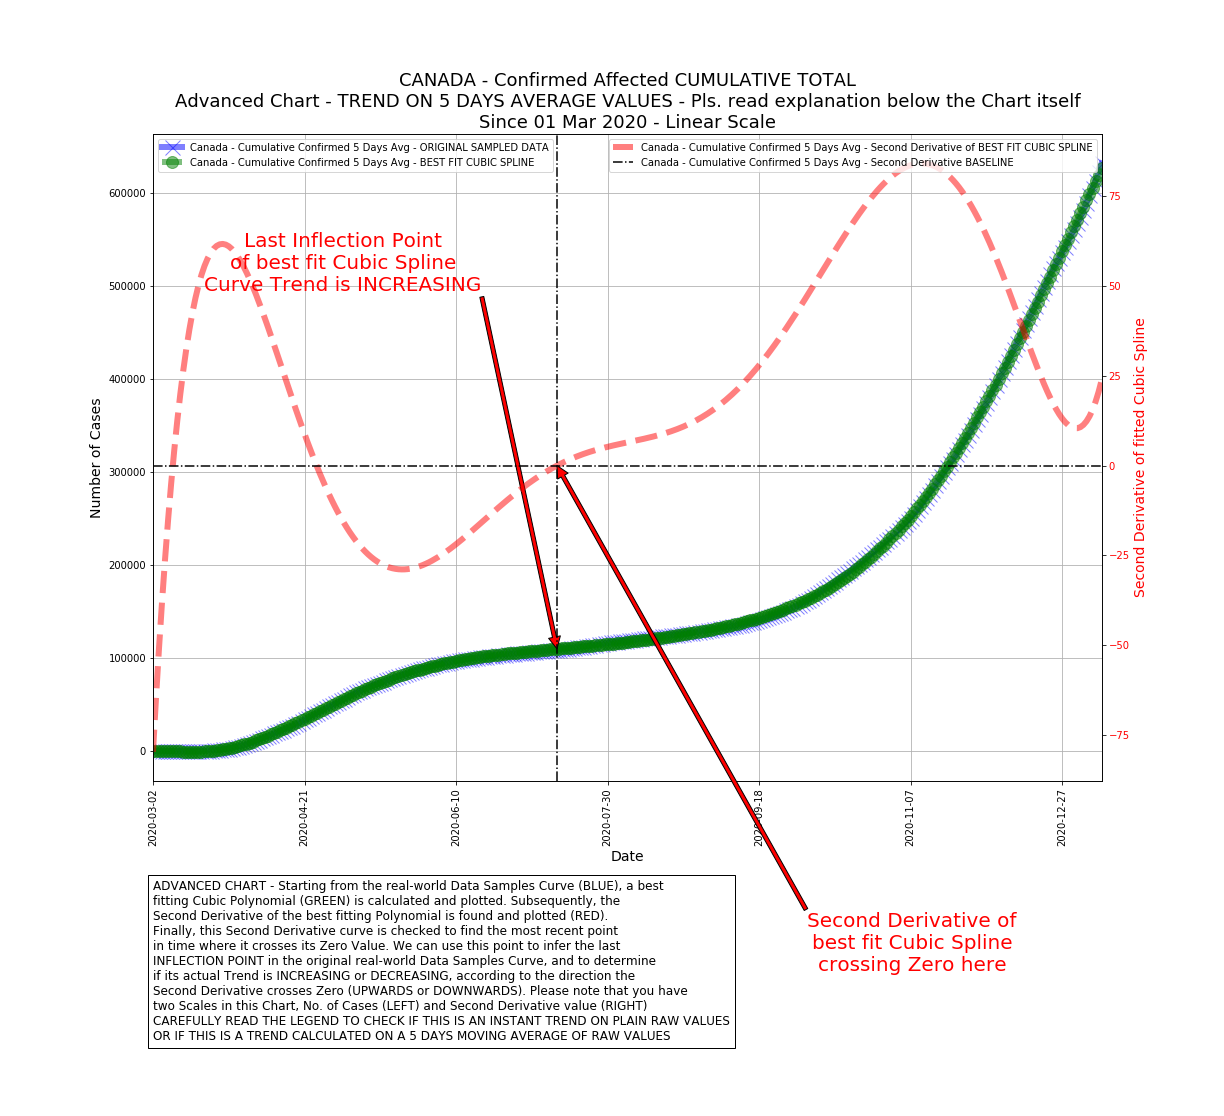 CANADA - Confirmed Affected CUMULATIVE TOTAL
Advanced Chart - TREND ON 5 DAYS AVERAGE VALUES - Pls. read explanation below the Chart itself
Since 01 Mar 2020 - Linear Scale
Canada - Cumulative Confirmed 5 Days Avg - ORIGINAL SAMPLED DATA
Canada - Cumulative Confirmed 5 Days Avg - BEST FIT CUBIC SPLINE
Canada - Cumulative Confirmed 5 Days Avg - Second Derivative of BEST FIT CUBIC SPLINE
Canada - Cumulative Confirmed 5 Days Avg - Second Derivative BASELINE
Last Inflection Point
of best fit Cubic Spline
Curve Trend is INCREASING
Number of Cases
600000
500000
400000
300000
200000
100000
0
75
50
25
0
−25
−50
−75
Second Derivative of fitted Cubic Spline
2020-03-02
2020-04-21
2020-06-10
2020-07-30
2020-09-18
2020-11-07
2020-12-27
Date
ADVANCED CHART - Starting from the real-world Data Samples Curve (BLUE), a best
fitting Cubic Polynomial (GREEN) is calculated and plotted. Subsequently, the
Second Derivative of the best fitting Polynomial is found and plotted (RED).
Finally, this Second Derivative curve is checked to find the most recent point
in time where it crosses its Zero Value. We can use this point to infer the last
INFLECTION POINT in the original real-world Data Samples Curve, and to determine
if its actual Trend is INCREASING or DECREASING, according to the direction the
Second Derivative crosses Zero (UPWARDS or DOWNWARDS). Please note that you have
two Scales in this Chart, No. of Cases (LEFT) and Second Derivative value (RIGHT)
CAREFULLY READ THE LEGEND TO CHECK IF THIS IS AN INSTANT TREND ON PLAIN RAW VALUES
OR IF THIS IS A TREND CALCULATED ON A 5 DAYS MOVING AVERAGE OF RAW VALUES
Second Derivative of
best fit Cubic Spline
crossing Zero here